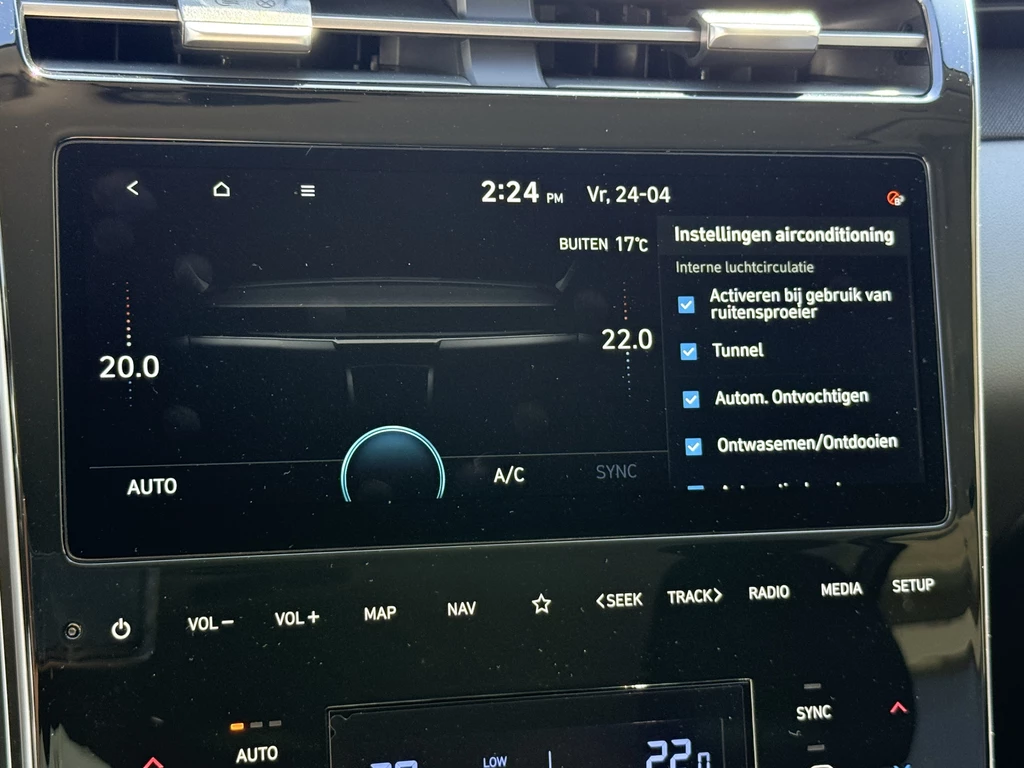 2:24 PM Vr, 24-04
BUITEN 17°C
Instellingen airconditioning
Interne luchtcirculatie
Activeren bij gebruik van
ruitensproeier
Tunnel
Autom. Ontvochtigen
Ontwasemen/Ontdooien
20.0
22.0
AUTO
A/C
SYNC
VOL−
VOL+
MAP
NAV
<SEEK
TRACK>
RADIO
MEDIA
SETUP
AUTO
LOW
22.0
SYNC